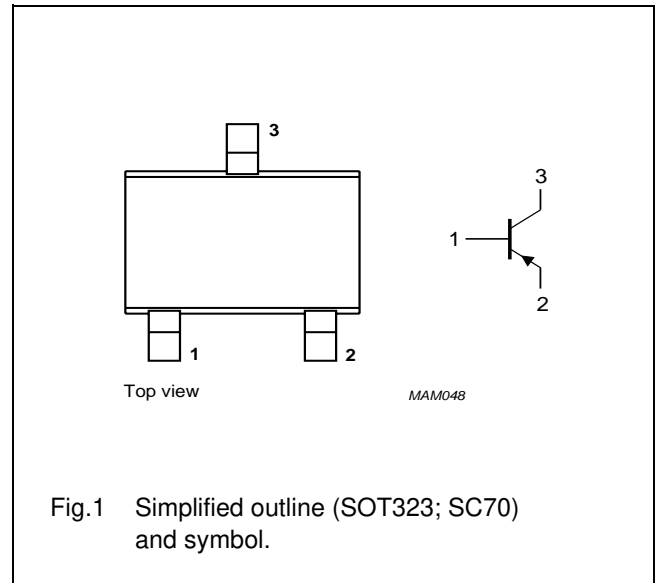 3
3
1
2
1
2
Top view
MAM048
Fig.1 Simplified outline (SOT323; SC70)
and symbol.